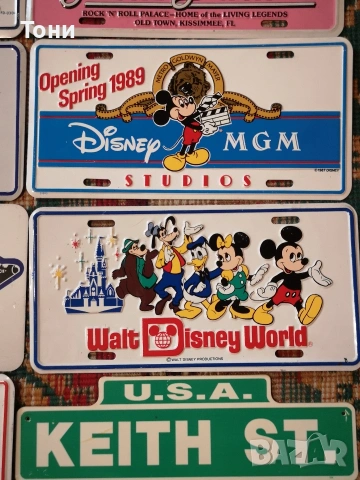 Тони
ROCK 'N' ROLL PALACE - HOME of the LIVING LEGENDS
OLD TOWN, KISSIMMEE, FL
METRO GOLDWYN MAYER
Opening
Spring 1989
Disney MGM
© 1987 DISNEY
STUDIOS
Walt Disney World®
© WALT DISNEY PRODUCTIONS
U.S.A.
KEITH ST.
BAZAR